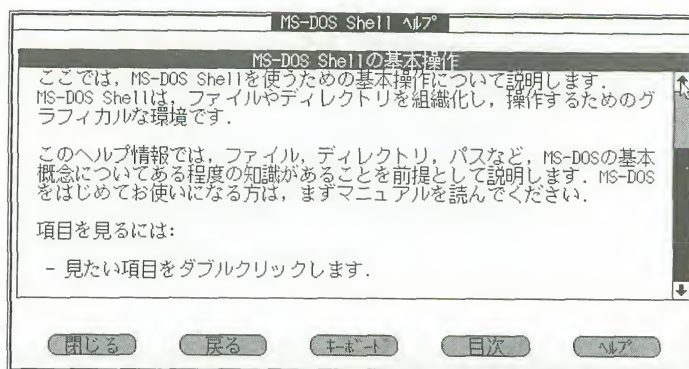 MS-DOS Shell ﾍﾙﾌﾟ
MS-DOS Shellの基本操作
ここでは，MS-DOS Shellを使うための基本操作について説明します．
MS-DOS Shellは，ファイルやディレクトリを組織化し，操作するためのグ
ラフィカルな環境です．
このヘルプ情報では，ファイル，ディレクトリ，パスなど，MS-DOSの基本
概念についてある程度の知識があることを前提として説明します．MS-DOS
をはじめてお使いになる方は，まずマニュアルを読んでください．
項目を見るには：
- 見たい項目をダブルクリックします．
閉じる 戻る ｷｰﾎﾞｰﾄﾞ 目次 ﾍﾙﾌﾟ